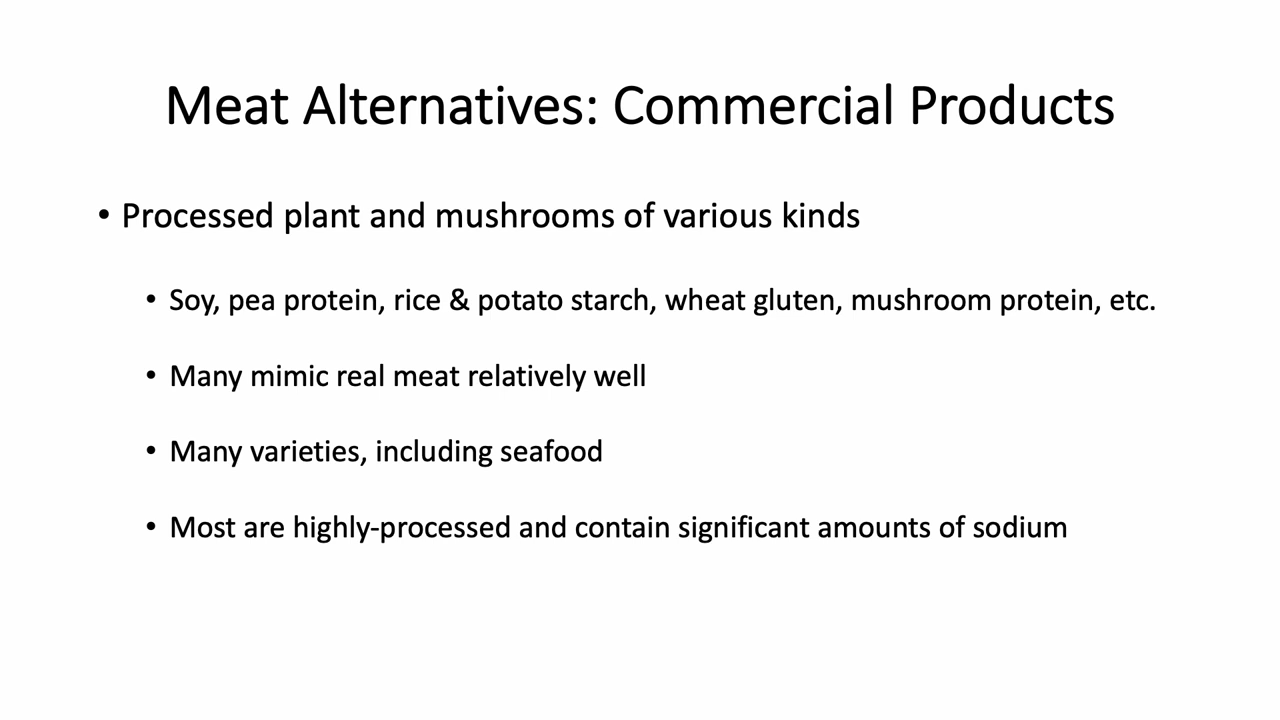 Meat Alternatives: Commercial Products
• Processed plant and mushrooms of various kinds
• Soy, pea protein, rice & potato starch, wheat gluten, mushroom protein, etc.
• Many mimic real meat relatively well
• Many varieties, including seafood
• Most are highly-processed and contain significant amounts of sodium